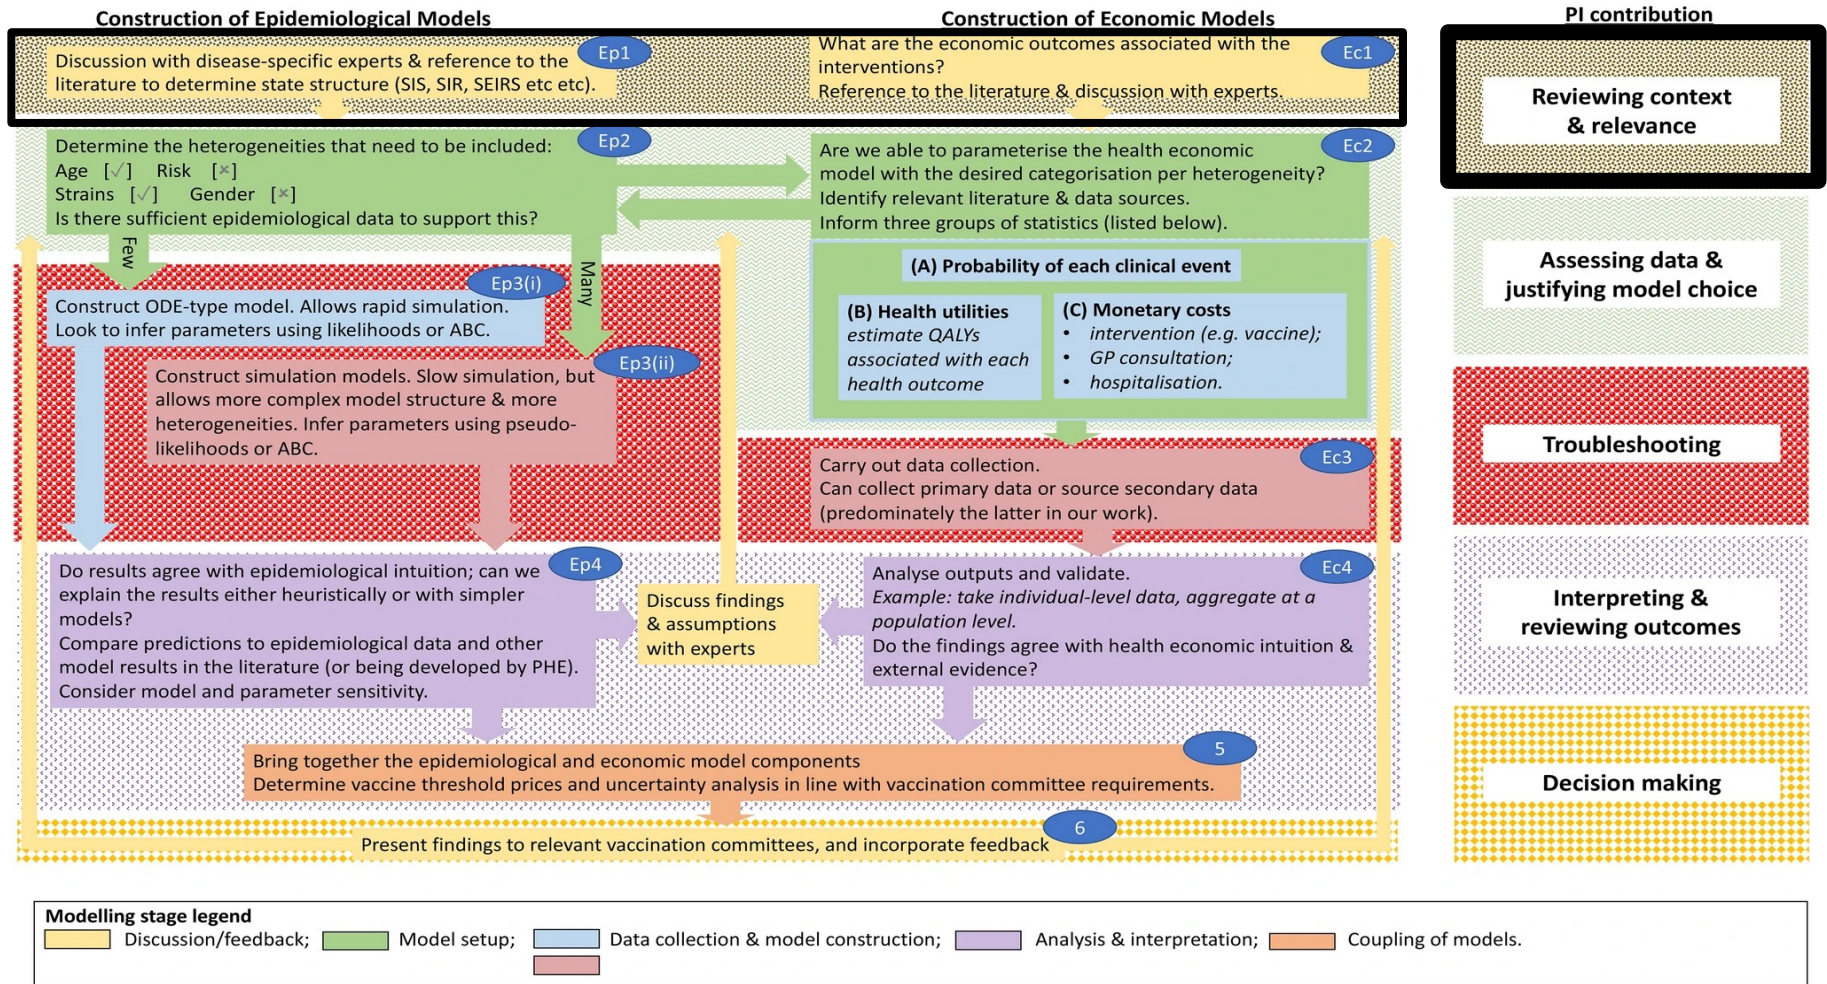 Construction of Epidemiological Models
Construction of Economic Models
PI contribution
Discussion with disease-specific experts & reference to the
literature to determine state structure (SIS, SIR, SEIRS etc etc).
Ep1
What are the economic outcomes associated with the
interventions?
Reference to the literature & discussion with experts.
Ec1
Reviewing context
& relevance
Determine the heterogeneities that need to be included:
Age [✓] Risk [×]
Strains [✓] Gender [×]
Is there sufficient epidemiological data to support this?
Ep2
Are we able to parameterise the health economic
model with the desired categorisation per heterogeneity?
Identify relevant literature & data sources.
Inform three groups of statistics (listed below).
Ec2
Assessing data &
justifying model choice
Few
Many
(A) Probability of each clinical event
(B) Health utilities
estimate QALYs
associated with each
health outcome
(C) Monetary costs
• intervention (e.g. vaccine);
• GP consultation;
• hospitalisation.
Ep3(i)
Construct ODE-type model. Allows rapid simulation.
Look to infer parameters using likelihoods or ABC.
Ep3(ii)
Construct simulation models. Slow simulation, but
allows more complex model structure & more
heterogeneities. Infer parameters using pseudo-
likelihoods or ABC.
Ec3
Carry out data collection.
Can collect primary data or source secondary data
(predominately the latter in our work).
Troubleshooting
Ep4
Do results agree with epidemiological intuition; can we
explain the results either heuristically or with simpler
models?
Compare predictions to epidemiological data and other
model results in the literature (or being developed by PHE).
Consider model and parameter sensitivity.
Discuss findings
& assumptions
with experts
Ec4
Analyse outputs and validate.
Example: take individual-level data, aggregate at a
population level.
Do the findings agree with health economic intuition &
external evidence?
Interpreting &
reviewing outcomes
5
Bring together the epidemiological and economic model components
Determine vaccine threshold prices and uncertainty analysis in line with vaccination committee requirements.
6
Present findings to relevant vaccination committees, and incorporate feedback
Decision making
Modelling stage legend
Discussion/feedback; Model setup; Data collection & model construction; Analysis & interpretation; Coupling of models.